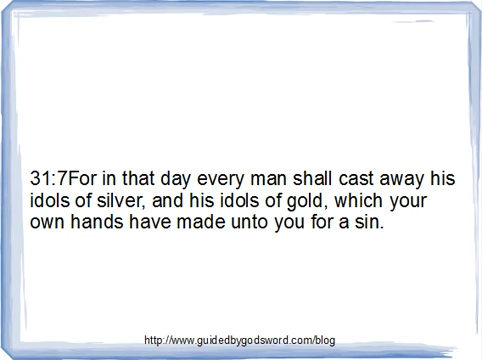 31:7For in that day every man shall cast away his
idols of silver, and his idols of gold, which your
own hands have made unto you for a sin.
http://www.guidedbygodsword.com/blog